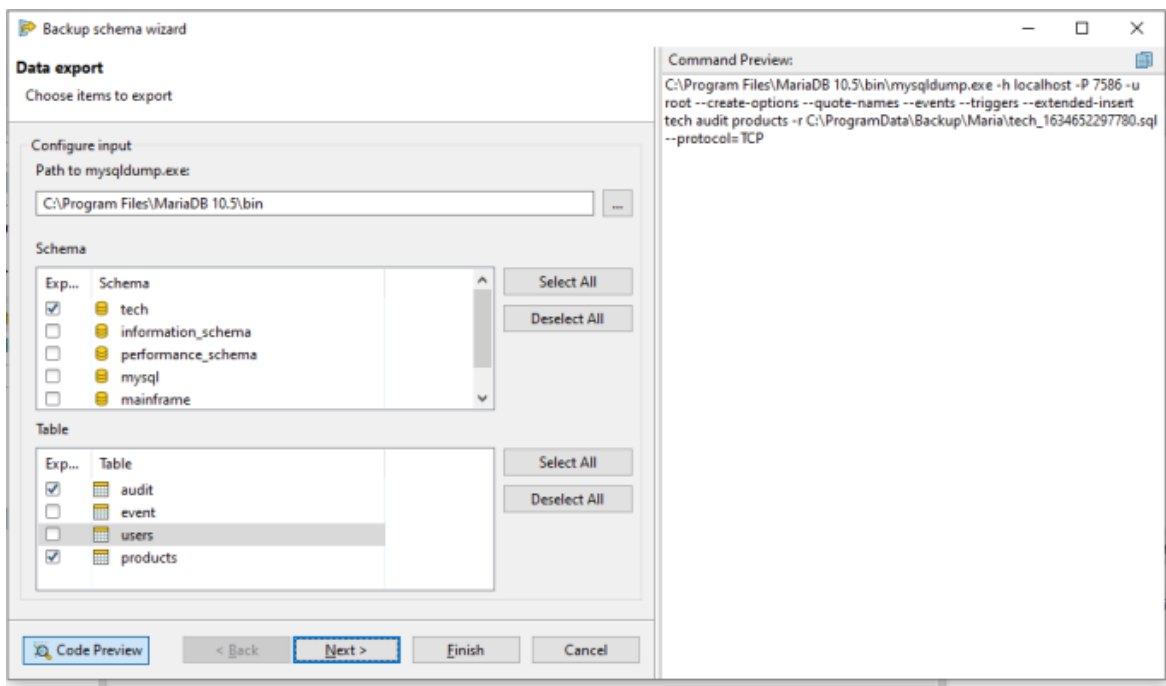 Backup schema wizard
Data export
Choose items to export
Configure input
Path to mysqldump.exe:
C:\Program Files\MariaDB 10.5\bin
...
Schema
Exp... Schema
Select All
tech
Deselect All
information_schema
performance_schema
mysql
mainframe
Table
Exp... Table
Select All
audit
Deselect All
event
users
products
Code Preview
< Back
Next >
Finish
Cancel
Command Preview:
C:\Program Files\MariaDB 10.5\bin\mysqldump.exe -h localhost -P 7586 -u
root --create-options --quote-names --events --triggers --extended-insert
tech audit products -r C:\ProgramData\Backup\Maria\tech_1634652297780.sql
--protocol=TCP